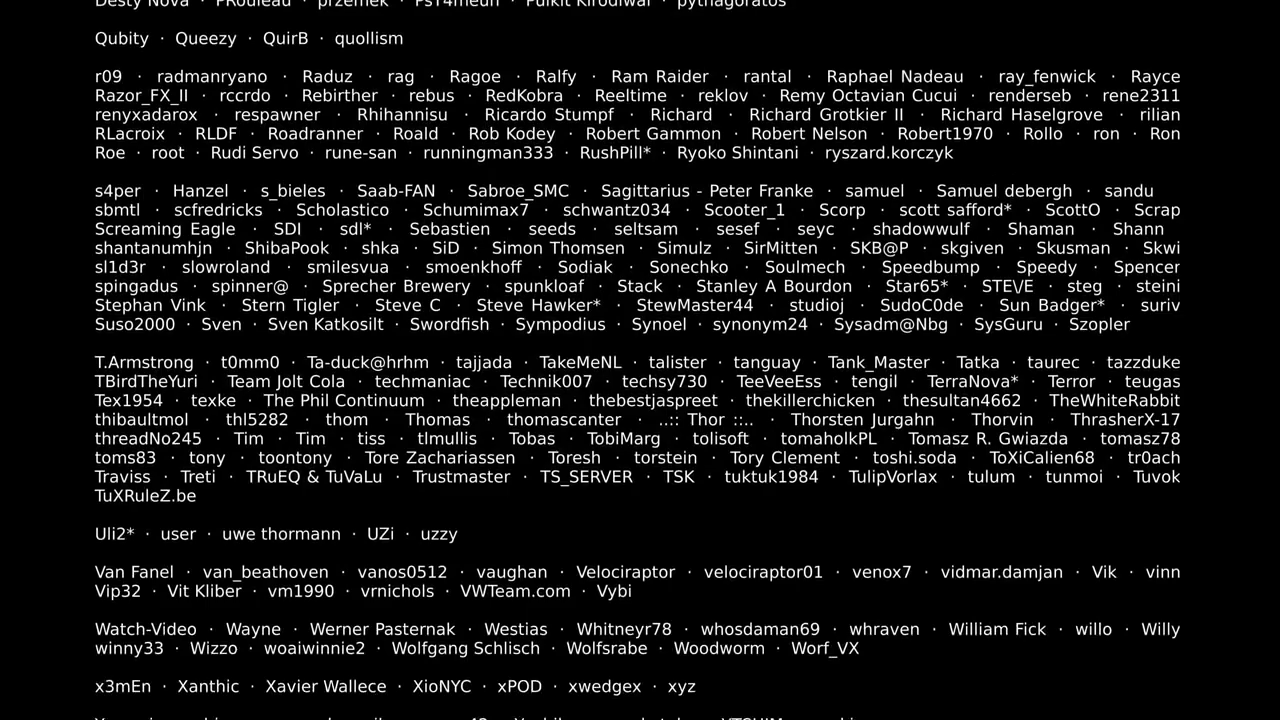 Desty Nova · PRouleau · przemek · PsT4meun · Pulkit Kirodiwal · pythagoratos
Qubity · Queezy · QuirB · quollism
r09 · radmanryano · Raduz · rag · Ragoe · Ralfy · Ram Raider · rantal · Raphael Nadeau · ray_fenwick · Rayce
Razor_FX_II · rccrdo · Rebirther · rebus · RedKobra · Reeltime · reklov · Remy Octavian Cucui · renderseb · rene2311
renyxadarox · respawner · Rhihannisu · Ricardo Stumpf · Richard · Richard Grotkier II · Richard Haselgrove · rilian
RLacroix · RLDF · Roadranner · Roald · Rob Kodey · Robert Gammon · Robert Nelson · Robert1970 · Rollo · ron · Ron
Roe · root · Rudi Servo · rune-san · runningman333 · RushPill* · Ryoko Shintani · ryszard.korczyk
s4per · Hanzel · s_bieles · Saab-FAN · Sabroe_SMC · Sagittarius - Peter Franke · samuel · Samuel debergh · sandu
sbmtl · scfredricks · Scholastico · Schumimax7 · schwantz034 · Scooter_1 · Scorp · scott safford* · ScottO · Scrap
Screaming Eagle · SDI · sdl* · Sebastien · seeds · seltsam · sesef · seyc · shadowwulf · Shaman · Shann
shantanumhjn · ShibaPook · shka · SiD · Simon Thomsen · Simulz · SirMitten · SKB@P · skgiven · Skusman · Skwi
sl1d3r · slowroland · smilesvua · smoenkhoff · Sodiak · Sonechko · Soulmech · Speedbump · Speedy · Spencer
spingadus · spinner@ · Sprecher Brewery · spunkloaf · Stack · Stanley A Bourdon · Star65* · STE\/E · steg · steini
Stephan Vink · Stern Tigler · Steve C · Steve Hawker* · StewMaster44 · studioj · SudoC0de · Sun Badger* · suriv
Suso2000 · Sven · Sven Katkosilt · Swordfish · Sympodius · Synoel · synonym24 · Sysadm@Nbg · SysGuru · Szopler
T.Armstrong · t0mm0 · Ta-duck@hrhm · tajjada · TakeMeNL · talister · tanguay · Tank_Master · Tatka · taurec · tazzduke
TBirdTheYuri · Team Jolt Cola · techmaniac · Technik007 · techsy730 · TeeVeeEss · tengil · TerraNova* · Terror · teugas
Tex1954 · texke · The Phil Continuum · theappleman · thebestjaspreet · thekillerchicken · thesultan4662 · TheWhiteRabbit
thibaultmol · thl5282 · thom · Thomas · thomascanter · ..:: Thor ::.. · Thorsten Jurgahn · Thorvin · ThrasherX-17
threadNo245 · Tim · Tim · tiss · tlmullis · Tobas · TobiMarg · tolisoft · tomaholkPL · Tomasz R. Gwiazda · tomasz78
toms83 · tony · toontony · Tore Zachariassen · Toresh · torstein · Tory Clement · toshi.soda · ToXiCalien68 · tr0ach
Traviss · Treti · TRuEQ & TuVaLu · Trustmaster · TS_SERVER · TSK · tuktuk1984 · TulipVorlax · tulum · tunmoi · Tuvok
TuXRuleZ.be
Uli2* · user · uwe thormann · UZi · uzzy
Van Fanel · van_beathoven · vanos0512 · vaughan · Velociraptor · velociraptor01 · venox7 · vidmar.damjan · Vik · vinn
Vip32 · Vit Kliber · vm1990 · vrnichols · VWTeam.com · Vybi
Watch-Video · Wayne · Werner Pasternak · Westias · Whitneyr78 · whosdaman69 · whraven · William Fick · willo · Willy
winny33 · Wizzo · woaiwinnie2 · Wolfgang Schlisch · Wolfsrabe · Woodworm · Worf_VX
x3mEn · Xanthic · Xavier Wallece · XioNYC · xPOD · xwedgex · xyz